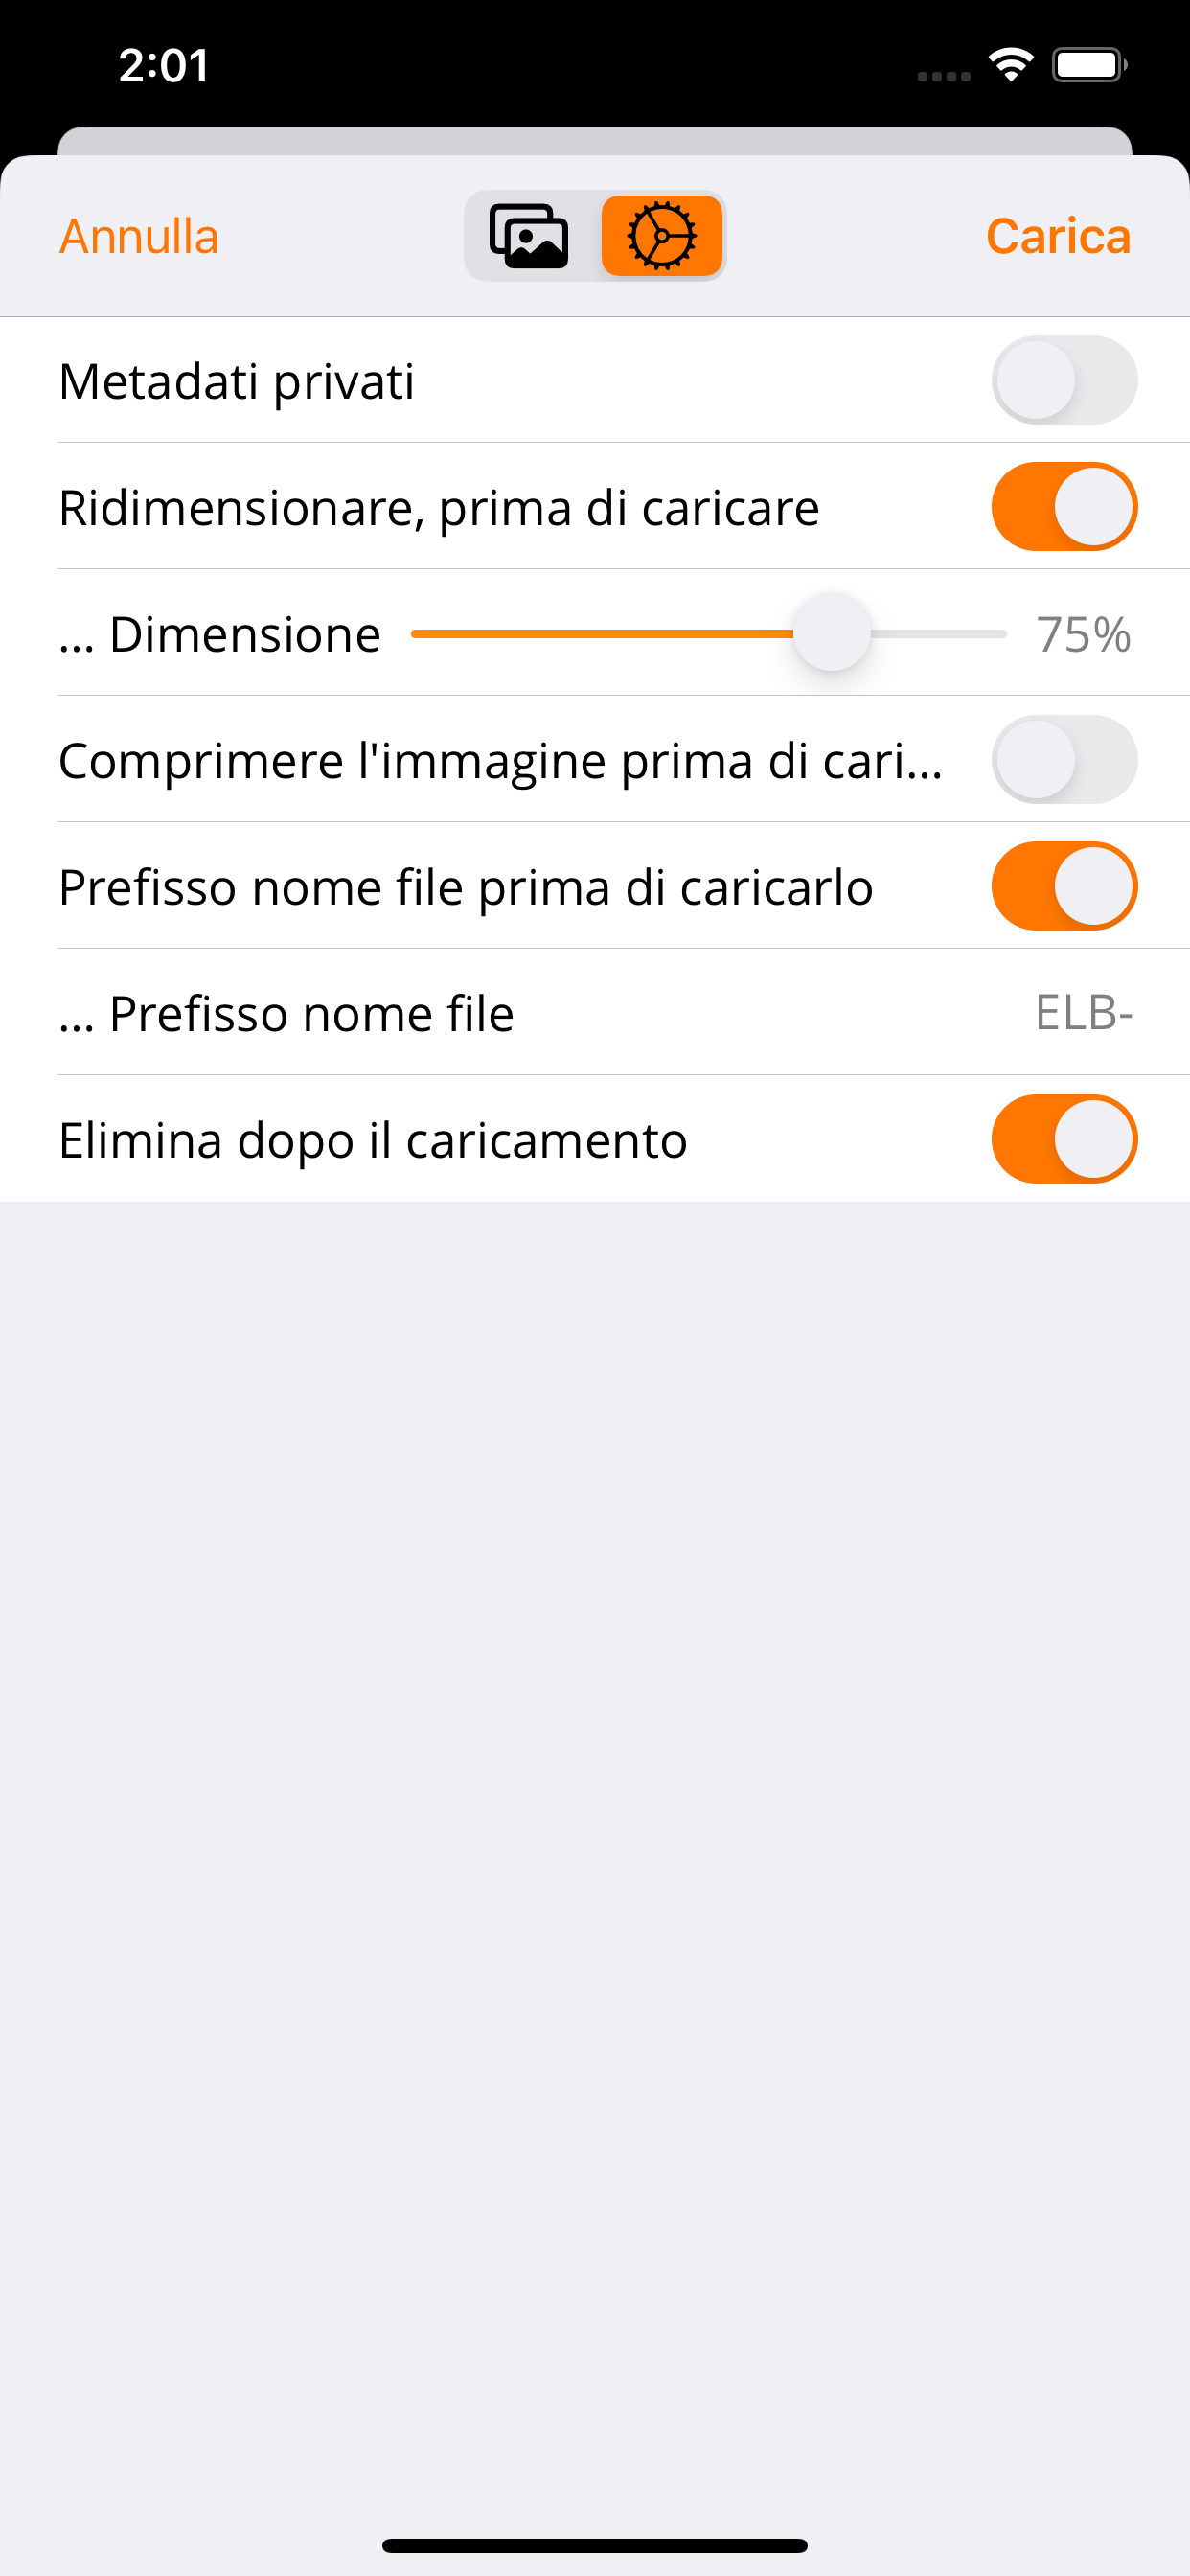 2:01
Annulla
Carica
Metadati privati
Ridimensionare, prima di caricare
... Dimensione 75%
Comprimere l'immagine prima di cari...
Prefisso nome file prima di caricarlo
... Prefisso nome file ELB-
Elimina dopo il caricamento